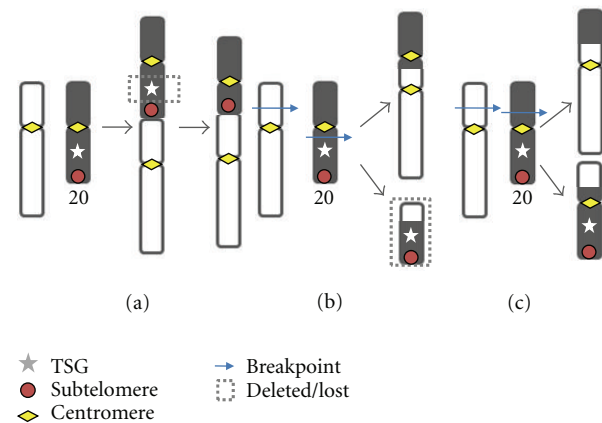 20
20
20
(a)
(b)
(c)
TSG
Subtelomere
Centromere
Breakpoint
Deleted/lost